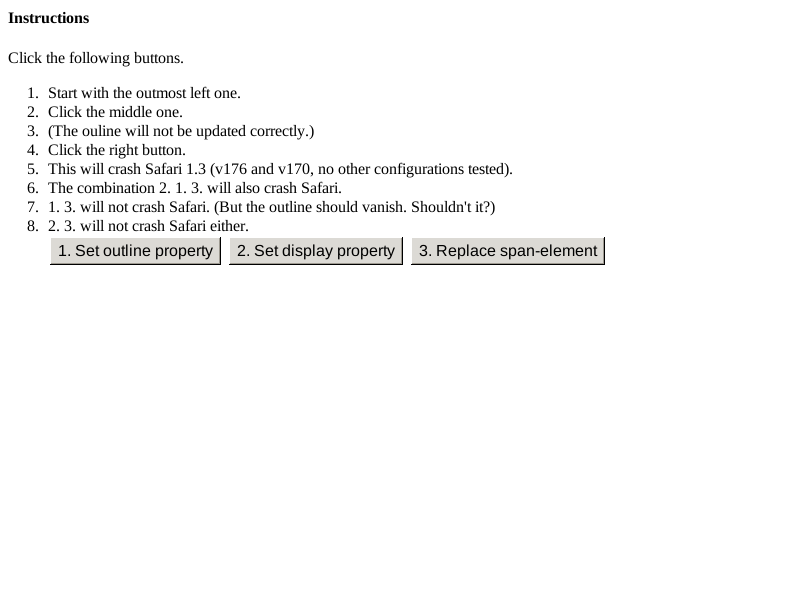 Instructions
Click the following buttons.
1. Start with the outmost left one.
2. Click the middle one.
3. (The ouline will not be updated correctly.)
4. Click the right button.
5. This will crash Safari 1.3 (v176 and v170, no other configurations tested).
6. The combination 2. 1. 3. will also crash Safari.
7. 1. 3. will not crash Safari. (But the outline should vanish. Shouldn't it?)
8. 2. 3. will not crash Safari either.
1. Set outline property 2. Set display property 3. Replace span-element